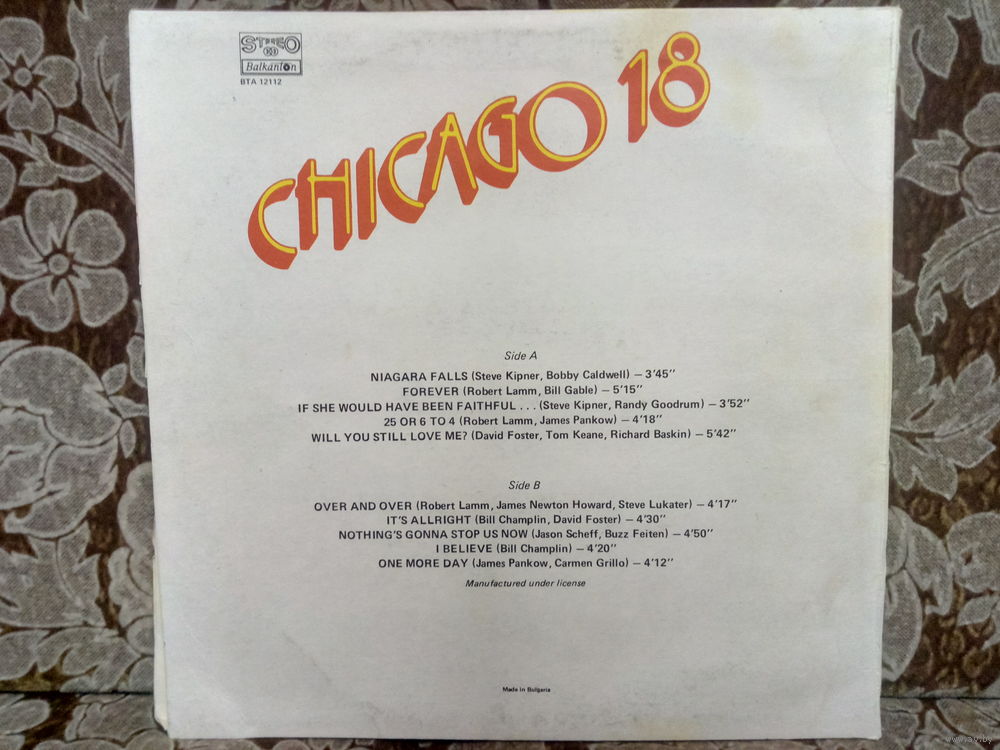 STEREO
Balkanton
BTA 12112
CHICAGO 18
Side A
NIAGARA FALLS (Steve Kipner, Bobby Caldwell) — 3'45''
FOREVER (Robert Lamm, Bill Gable) — 5'15''
IF SHE WOULD HAVE BEEN FAITHFUL . . . (Steve Kipner, Randy Goodrum) — 3'52''
25 OR 6 TO 4 (Robert Lamm, James Pankow) — 4'18''
WILL YOU STILL LOVE ME? (David Foster, Tom Keane, Richard Baskin) — 5'42''
Side B
OVER AND OVER (Robert Lamm, James Newton Howard, Steve Lukater) — 4'17''
IT'S ALLRIGHT (Bill Champlin, David Foster) — 4'30''
NOTHING'S GONNA STOP US NOW (Jason Scheff, Buzz Feiten) — 4'50''
I BELIEVE (Bill Champlin) — 4'20''
ONE MORE DAY (James Pankow, Carmen Grillo) — 4'12''
Manufactured under license
Made in Bulgaria
www.ay.by